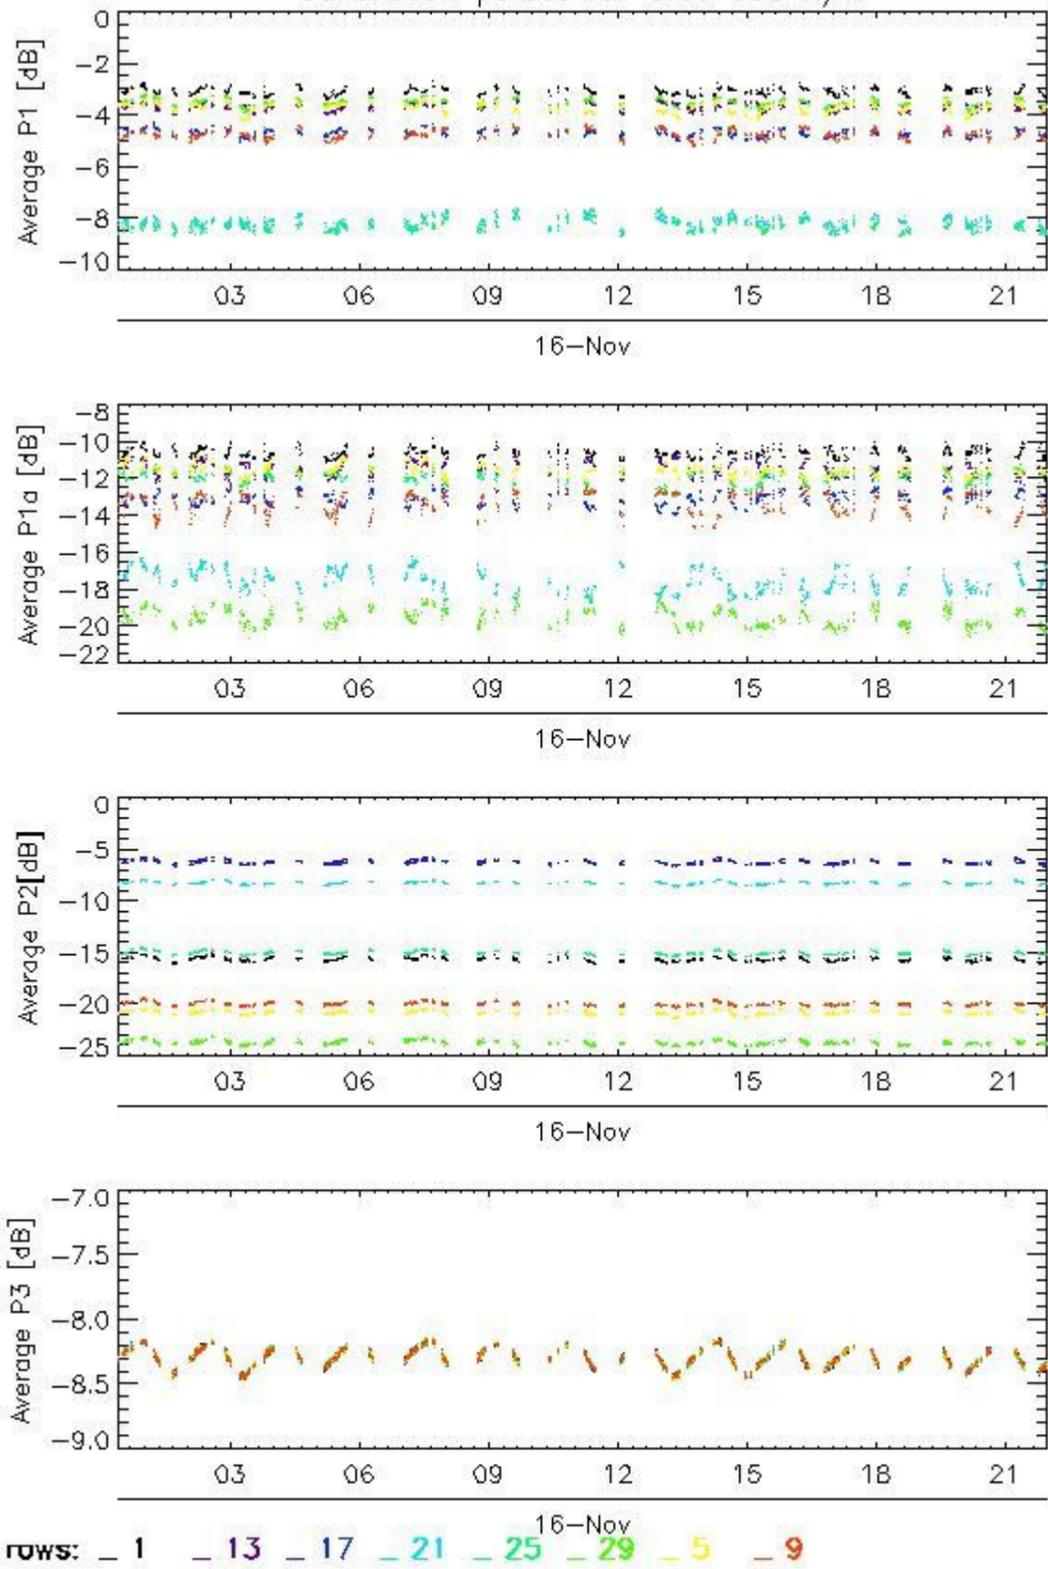 0
−2
−4
−6
−8
−10
Average P1 [dB]
03 06 09 12 15 18 21
16−Nov
−8
−10
−12
−14
−16
−18
−20
−22
Average P1a [dB]
03 06 09 12 15 18 21
16−Nov
0
−5
−10
−15
−20
−25
Average P2[dB]
03 06 09 12 15 18 21
16−Nov
−7.0
−7.5
−8.0
−8.5
−9.0
Average P3 [dB]
03 06 09 12 15 18 21
16−Nov
rows: _ 1 _ 13 _ 17 _ 21 _ 25 _ 29 _ 5 _ 9